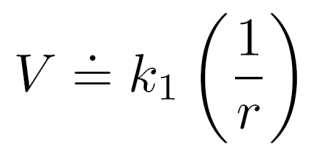 V ≐ k₁ (1/r)